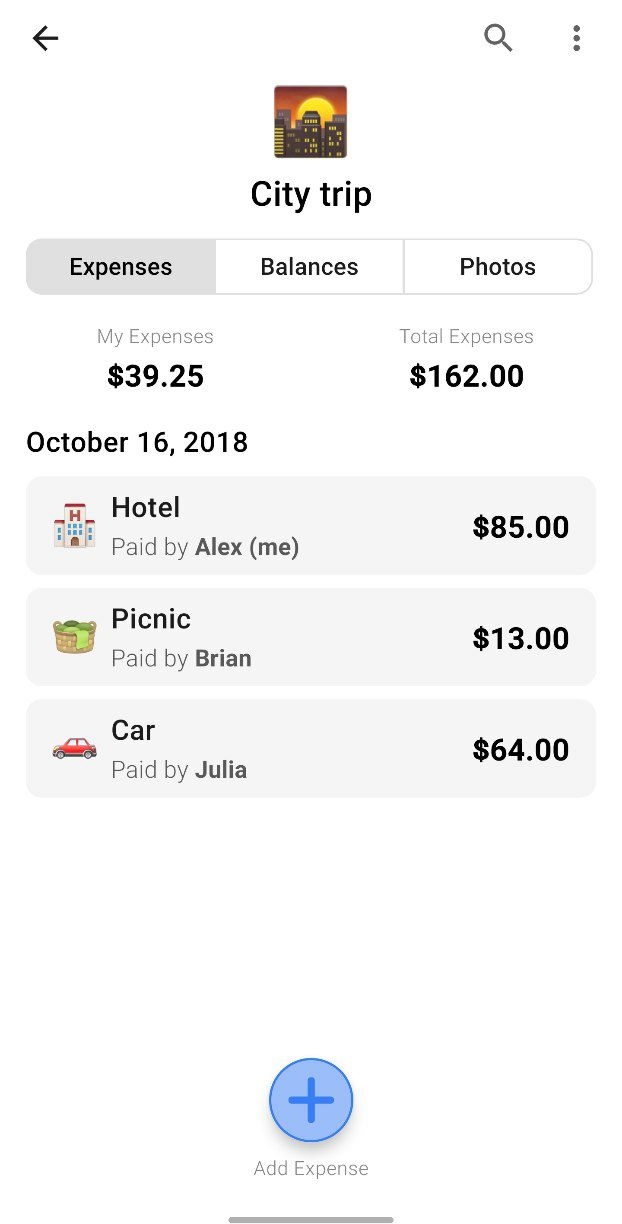 City trip
Expenses Balances Photos
My Expenses Total Expenses
$39.25 $162.00
October 16, 2018
Hotel
Paid by Alex (me)
$85.00
Picnic
Paid by Brian
$13.00
Car
Paid by Julia
$64.00
Add Expense